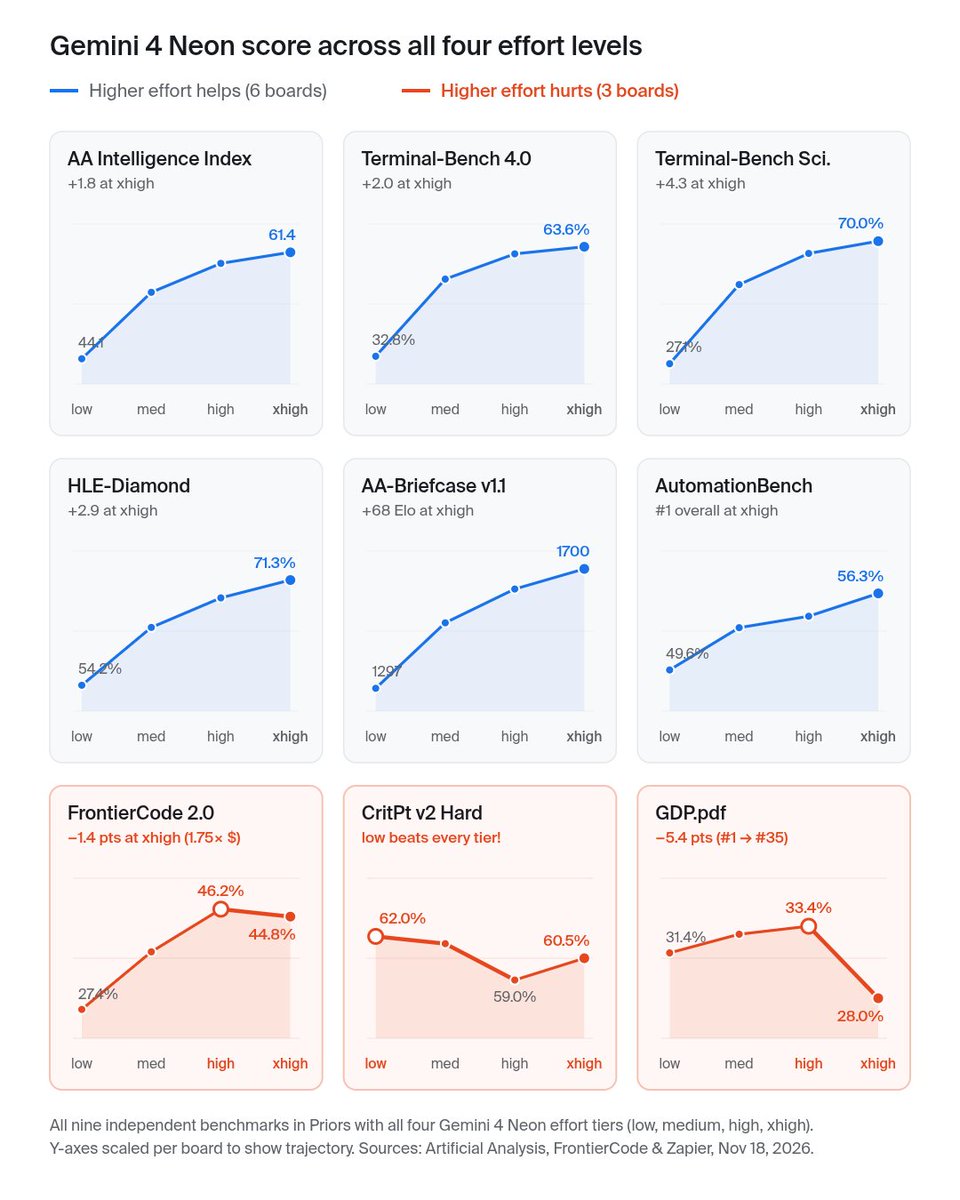 Gemini 4 Neon score across all four effort levels
Higher effort helps (6 boards)
Higher effort hurts (3 boards)
AA Intelligence Index
+1.8 at xhigh
61.4
44.1
low med high xhigh
Terminal-Bench 4.0
+2.0 at xhigh
63.6%
32.8%
low med high xhigh
Terminal-Bench Sci.
+4.3 at xhigh
70.0%
27.1%
low med high xhigh
HLE-Diamond
+2.9 at xhigh
71.3%
54.2%
low med high xhigh
AA-Briefcase v1.1
+68 Elo at xhigh
1700
1297
low med high xhigh
AutomationBench
#1 overall at xhigh
56.3%
49.6%
low med high xhigh
FrontierCode 2.0
−1.4 pts at xhigh (1.75× $)
46.2%
44.8%
27.4%
low med high xhigh
CritPt v2 Hard
low beats every tier!
62.0%
60.5%
59.0%
low med high xhigh
GDP.pdf
−5.4 pts (#1 → #35)
33.4%
31.4%
28.0%
low med high xhigh
All nine independent benchmarks in Priors with all four Gemini 4 Neon effort tiers (low, medium, high, xhigh).
Y-axes scaled per board to show trajectory. Sources: Artificial Analysis, FrontierCode & Zapier, Nov 18, 2026.